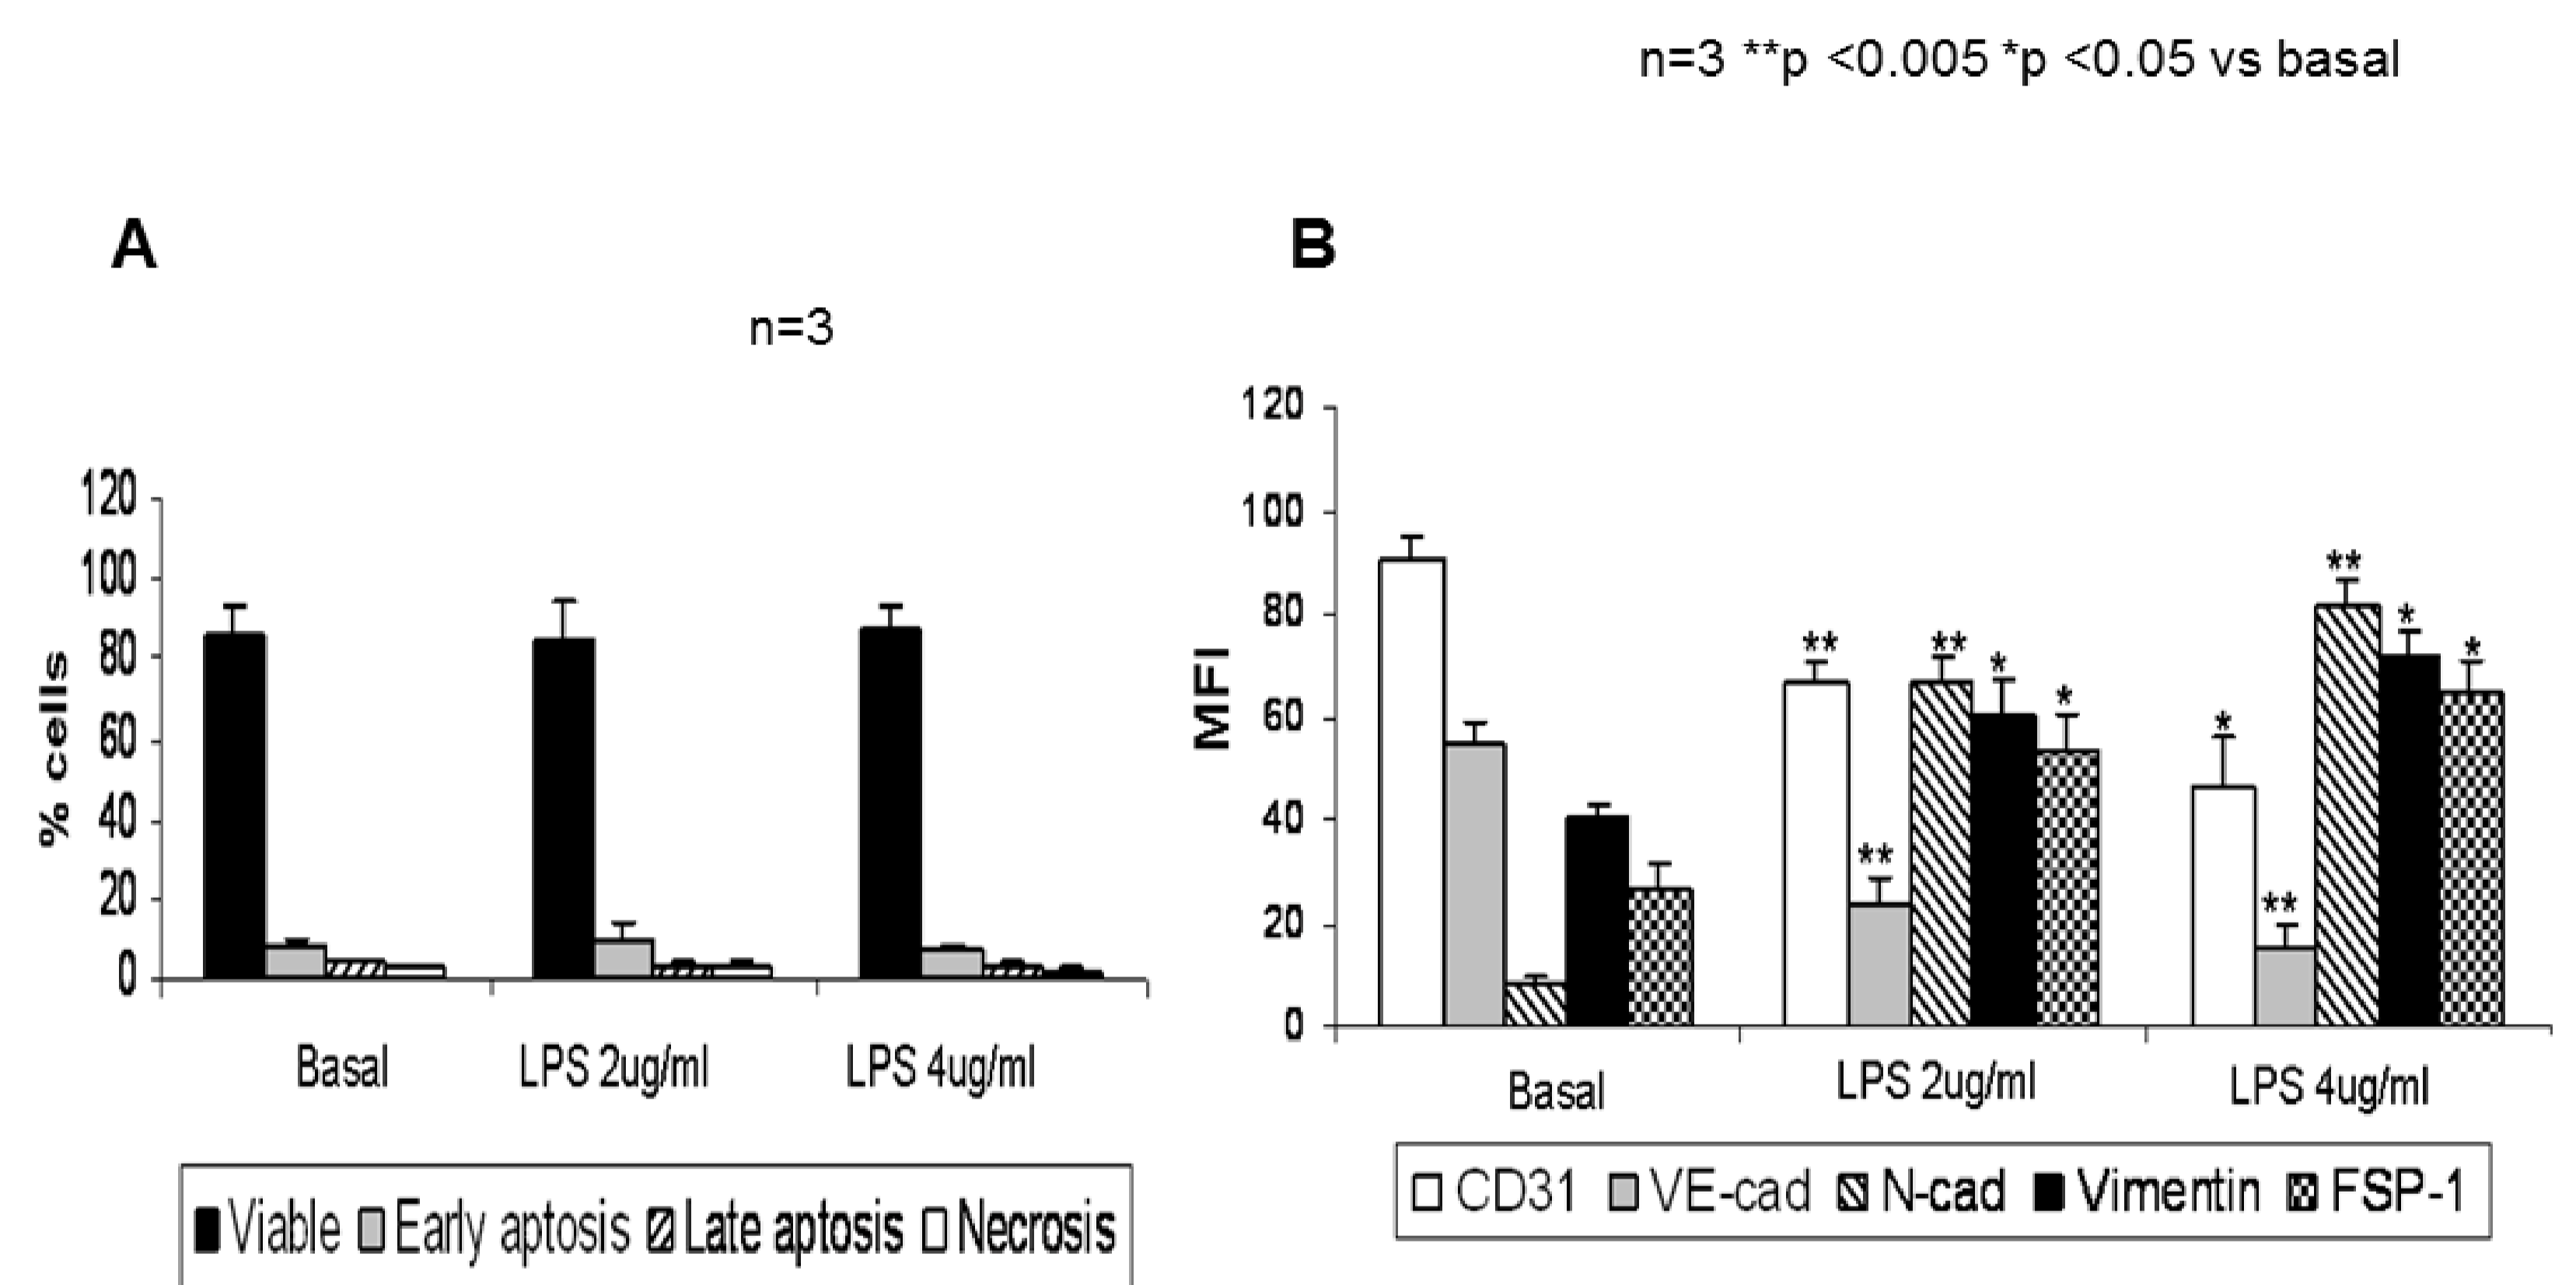 n=3 **p <0.005 *p <0.05 vs basal
A
n=3
120
100
80
60
40
20
0
% cells
Basal
LPS 2ug/ml
LPS 4ug/ml
Viable
Early aptosis
Late aptosis
Necrosis
B
120
100
80
60
40
20
0
MFI
**
**
**
*
*
*
**
**
*
*
Basal
LPS 2ug/ml
LPS 4ug/ml
CD31
VE-cad
N-cad
Vimentin
FSP-1